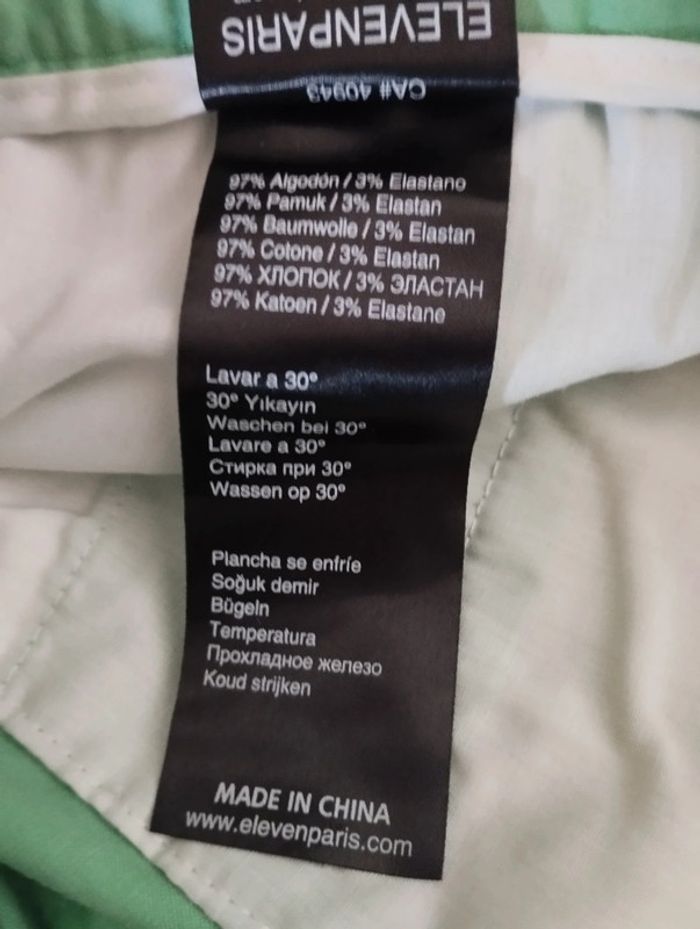 ELEVENPARIS
CA# 40943
97% Algodón / 3% Elastano
97% Pamuk / 3% Elastan
97% Baumwolle / 3% Elastan
97% Cotone / 3% Elastan
97% ХЛОПОК / 3% ЭЛАСТАН
97% Katoen / 3% Elastane
Lavar a 30°
30° Yıkayın
Waschen bei 30°
Lavare a 30°
Стирка при 30°
Wassen op 30°
Plancha se enfríe
Soğuk demir
Bügeln
Temperatura
Прохладное железо
Koud strijken
MADE IN CHINA
www.elevenparis.com